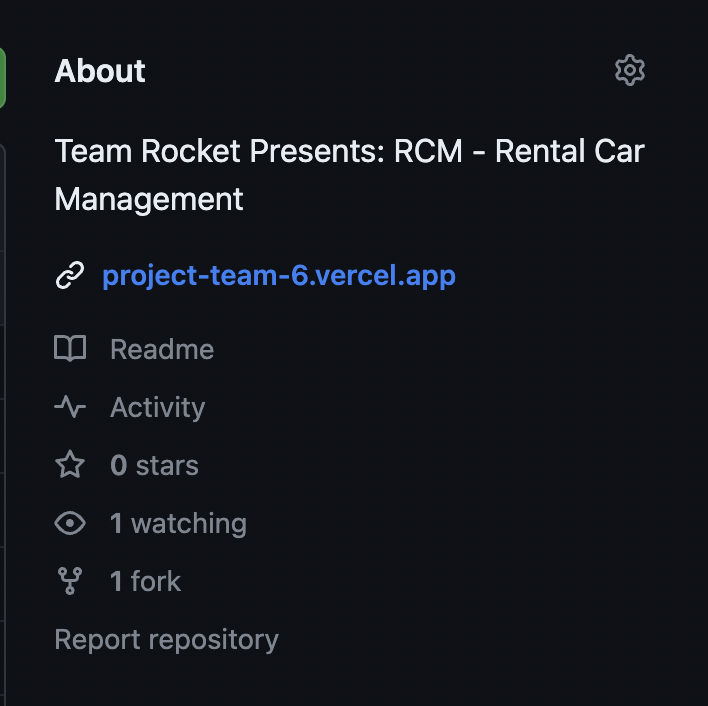 About
Team Rocket Presents: RCM - Rental Car
Management
project-team-6.vercel.app
Readme
Activity
0 stars
1 watching
1 fork
Report repository